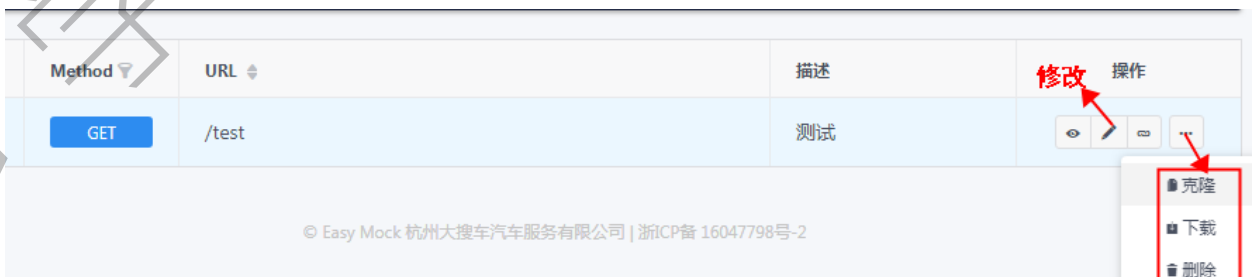 Method URL 描述 修改 操作
GET /test 测试
克隆
© Easy Mock 杭州大搜车汽车服务有限公司 | 浙ICP备 16047798号-2 下载
删除